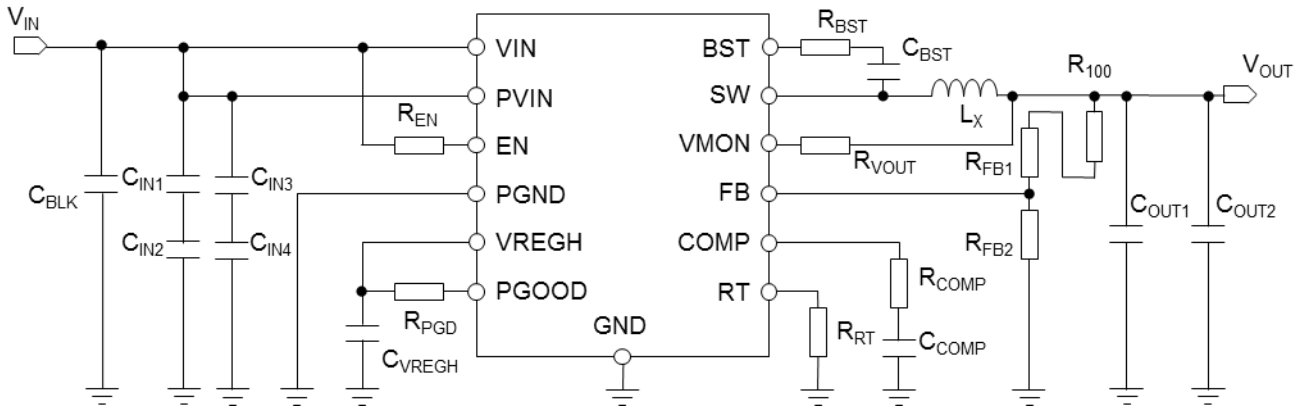 VIN
VIN
PVIN
REN
EN
PGND
VREGH
PGOOD
RPGD
CVREGH
CBLK
CIN1
CIN2
CIN3
CIN4
GND
BST
SW
VMON
FB
COMP
RT
RBST
CBST
LX
RVOUT
R100
VOUT
RFB1
RFB2
COUT1
COUT2
RCOMP
CCOMP
RRT